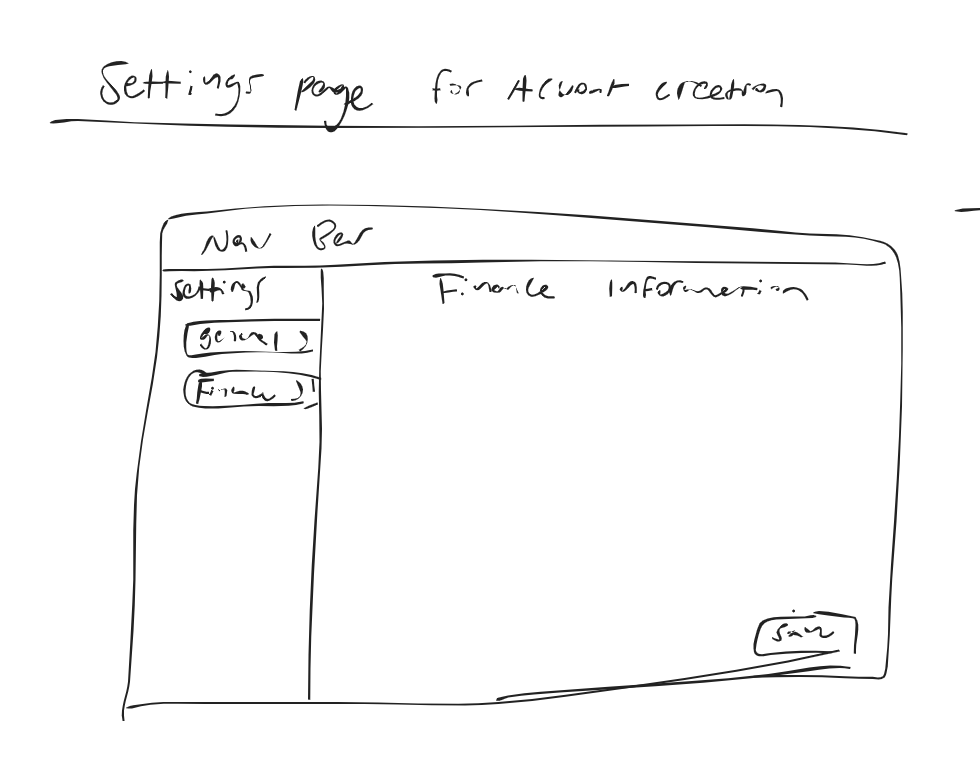 Settings page for Account creation
Nav Bar
Settings
Finance Information
general >
Finance >
Save